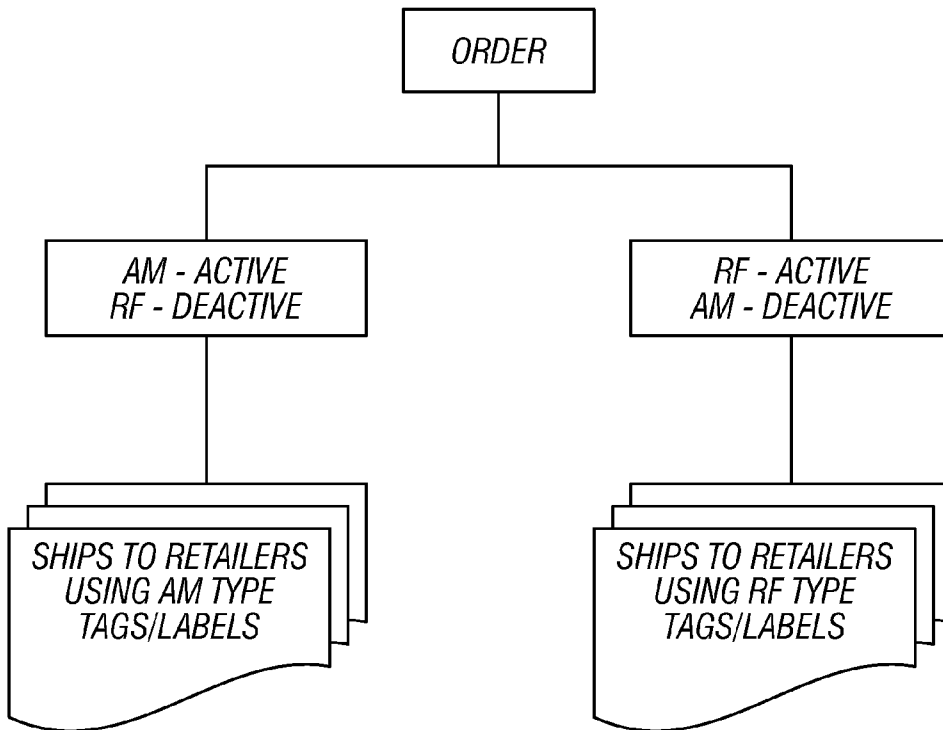 ORDER
AM - ACTIVE
RF - DEACTIVE
RF - ACTIVE
AM - DEACTIVE
SHIPS TO RETAILERS
USING AM TYPE
TAGS/LABELS
SHIPS TO RETAILERS
USING RF TYPE
TAGS/LABELS